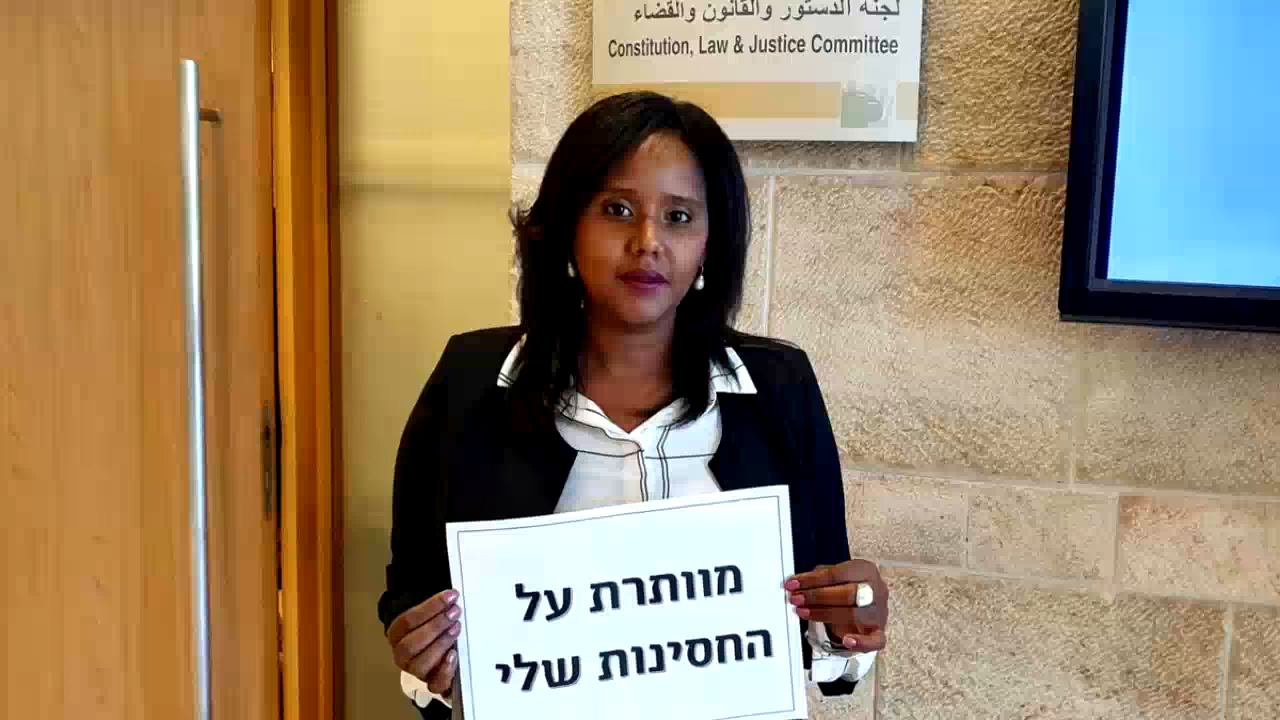 لجنة الدستور والقانون والقضاء
Constitution, Law & Justice Committee
מוותרת על
החסינות שלי